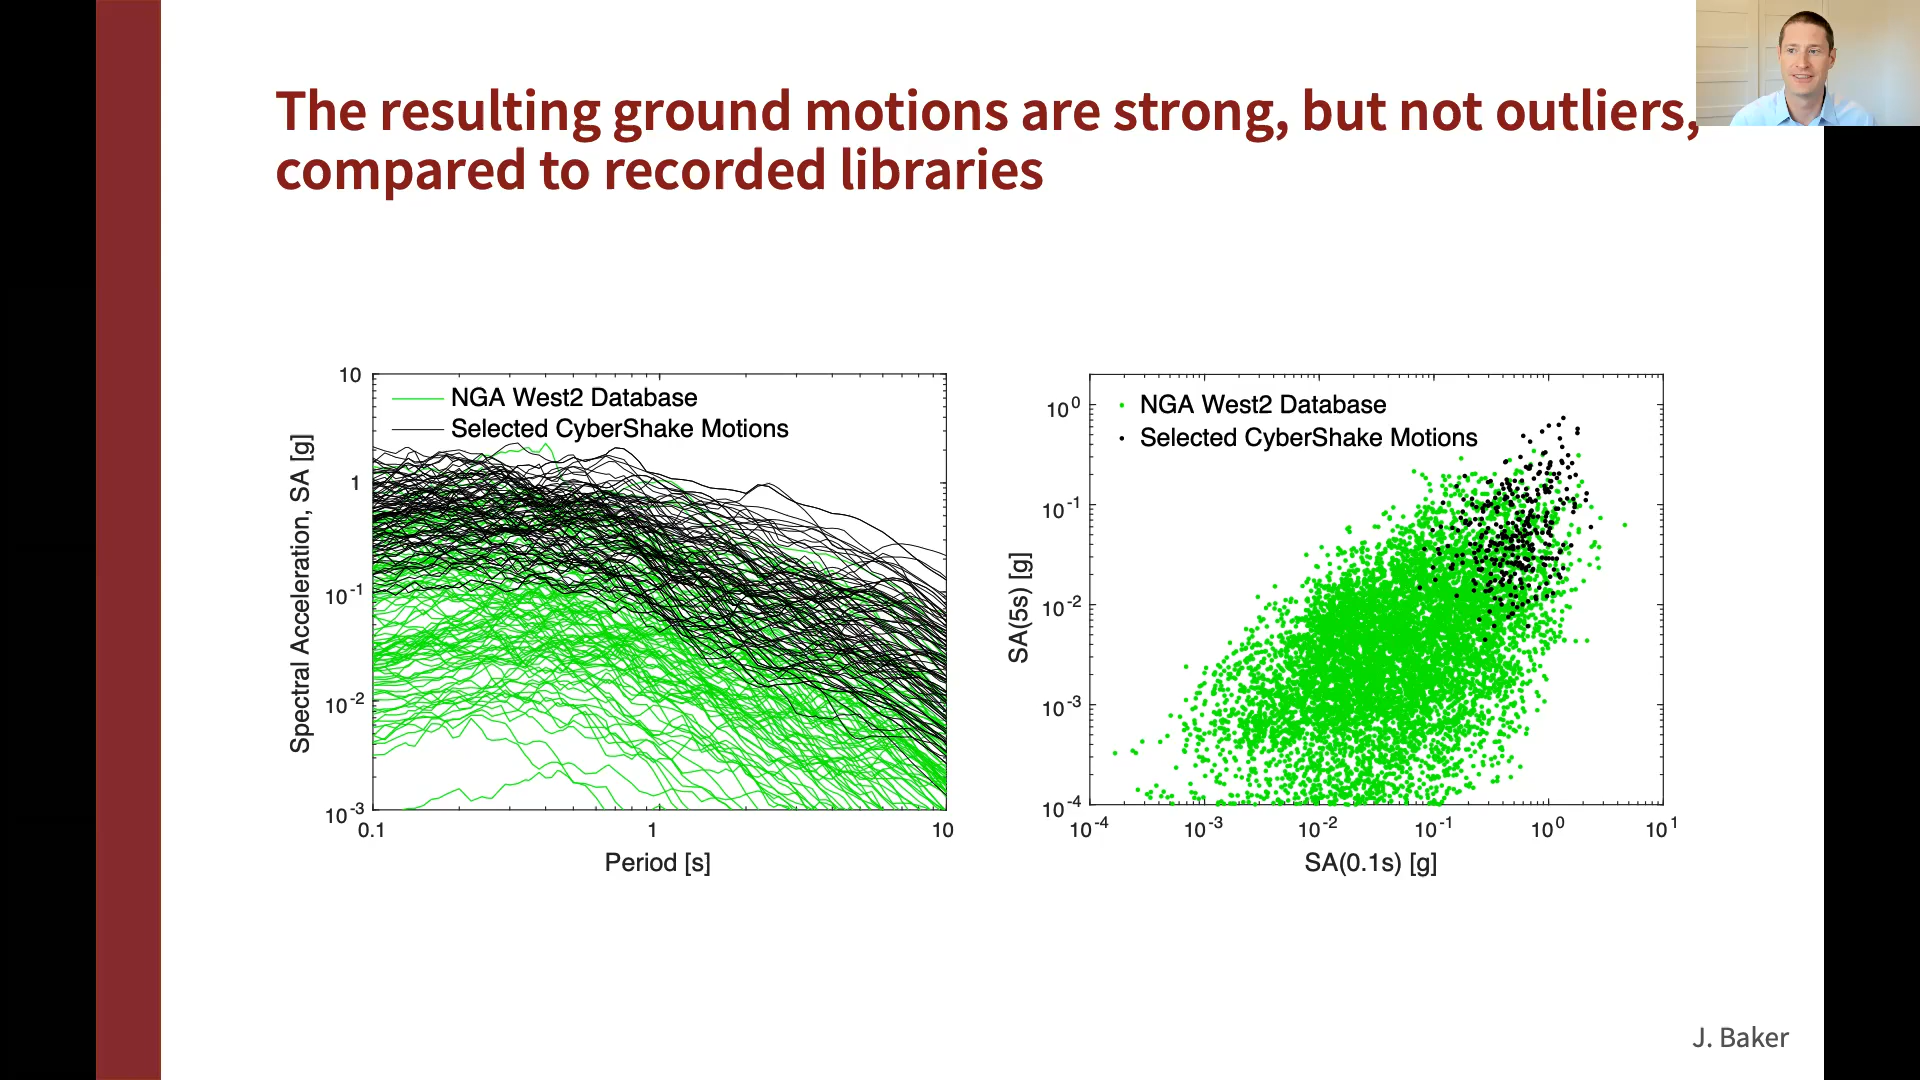 The resulting ground motions are strong, but not outliers,
compared to recorded libraries
NGA West2 Database
Selected CyberShake Motions
Spectral Acceleration, SA [g]
10
1
10-1
10-2
10-3
0.1
1
10
Period [s]
NGA West2 Database
Selected CyberShake Motions
SA(5s) [g]
100
10-1
10-2
10-3
10-4
10-4
10-3
10-2
10-1
100
101
SA(0.1s) [g]
J. Baker